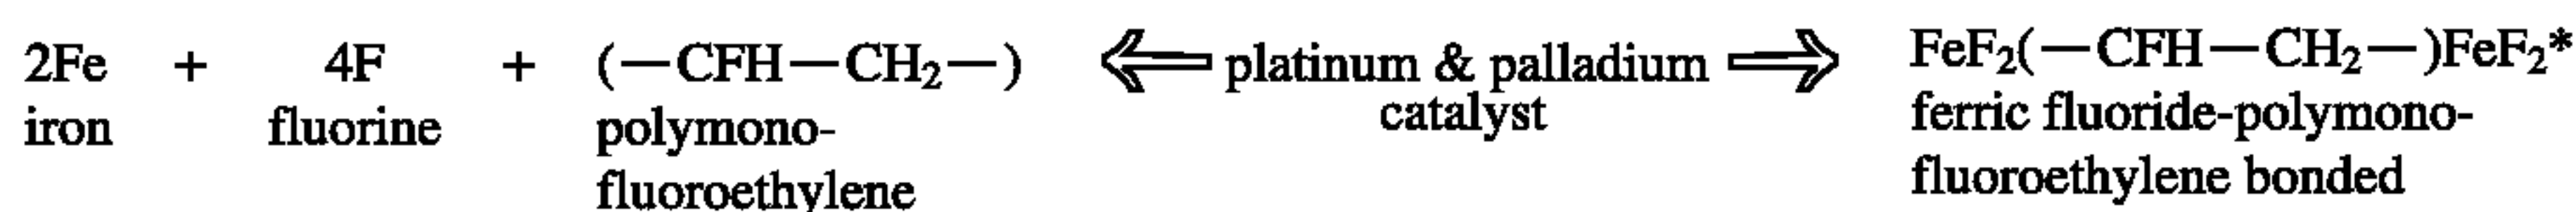 2Fe + 4F + (—CFH—CH₂—) ⇐ platinum & palladium ⇒ FeF₂(—CFH—CH₂—)FeF₂*
iron fluorine polymono- catalyst ferric fluoride-polymono-
fluoroethylene fluoroethylene bonded